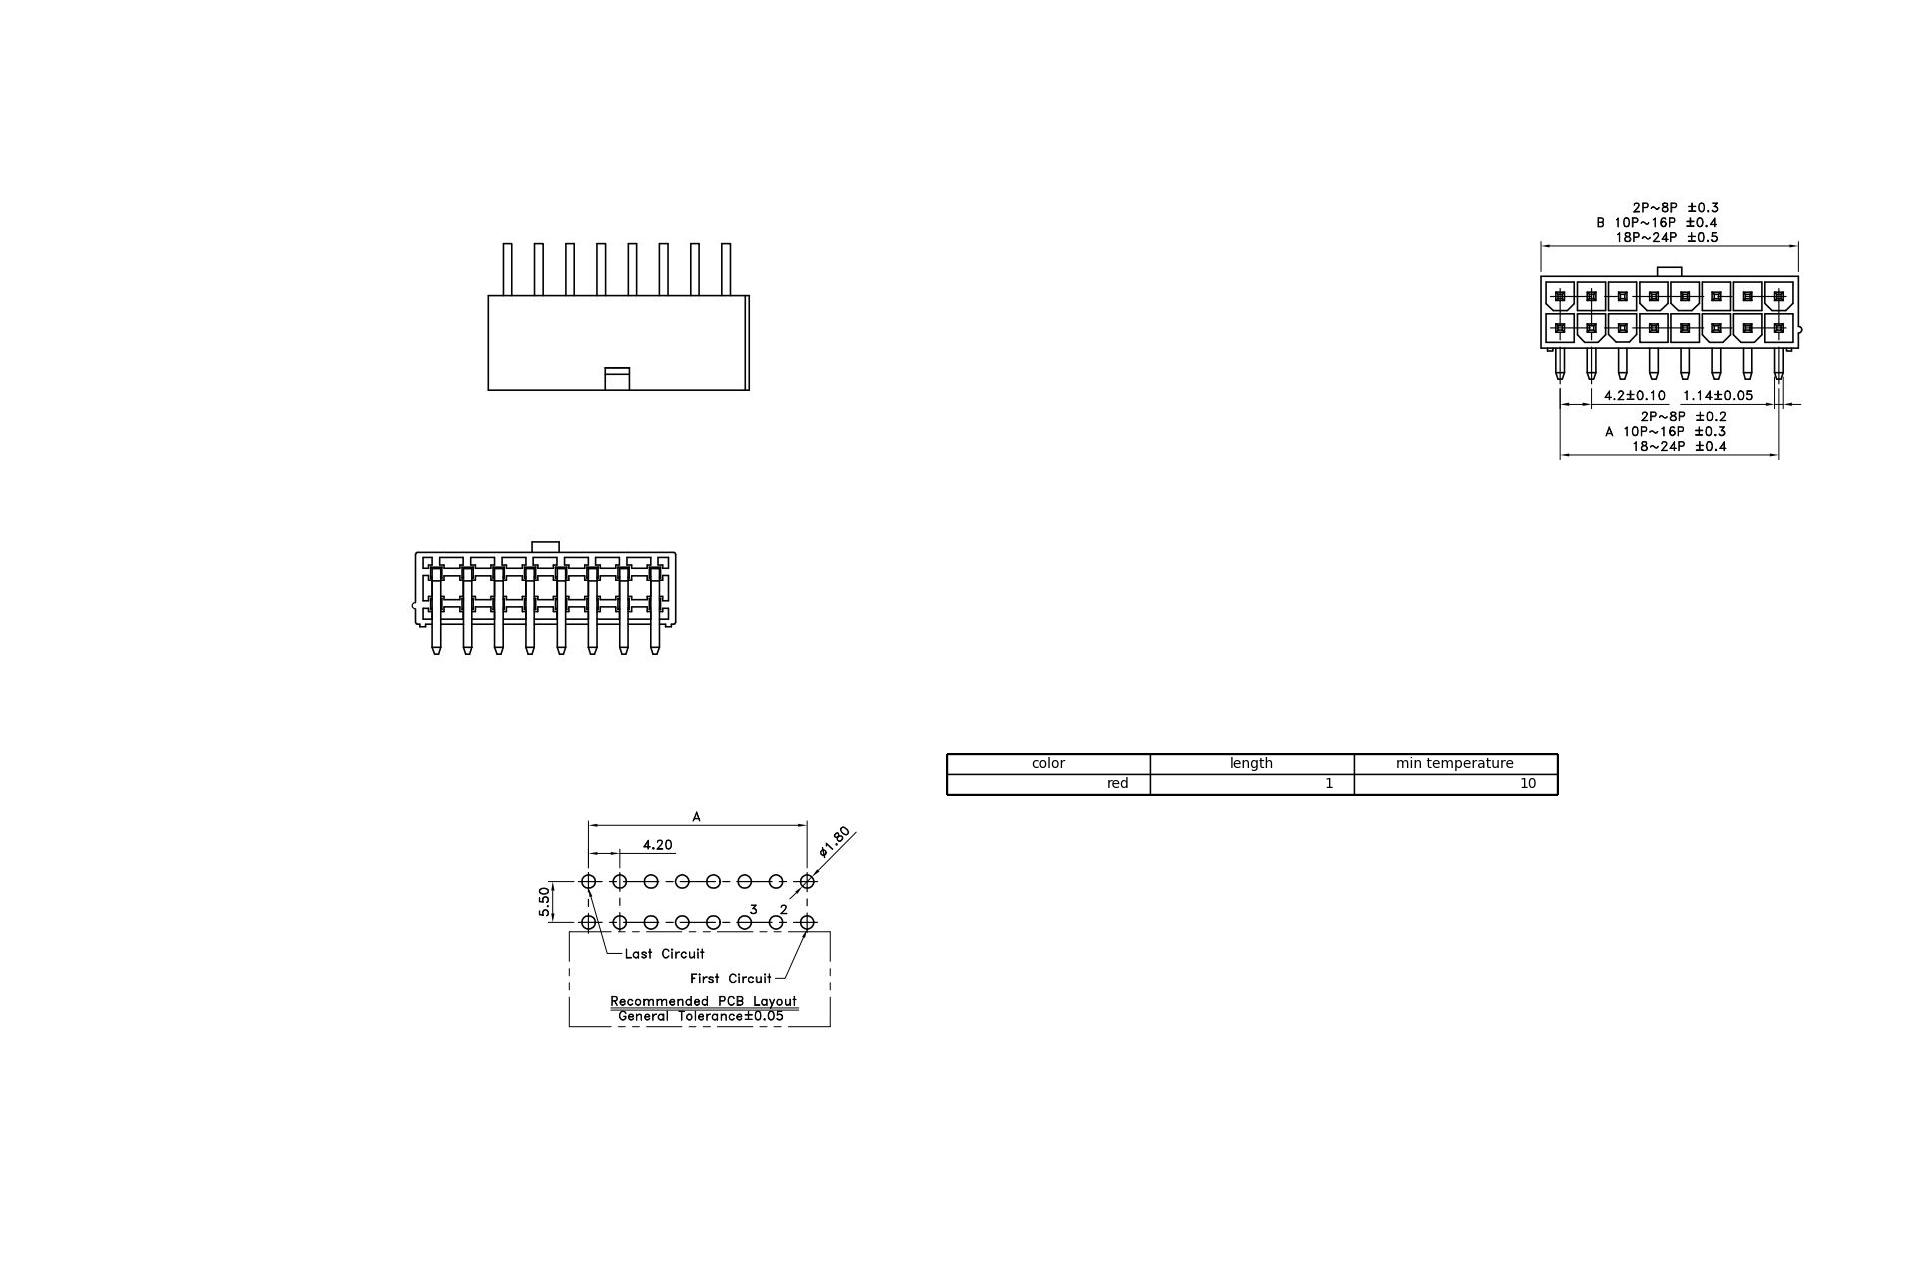 2P~8P ±0.3
B 10P~16P ±0.4
18P~24P ±0.5
4.2±0.10 1.14±0.05
2P~8P ±0.2
A 10P~16P ±0.3
18~24P ±0.4
color length min temperature
red 1 10
A
4.20
ø1.80
5.50
3 2
Last Circuit
First Circuit
Recommended PCB Layout
General Tolerance±0.05